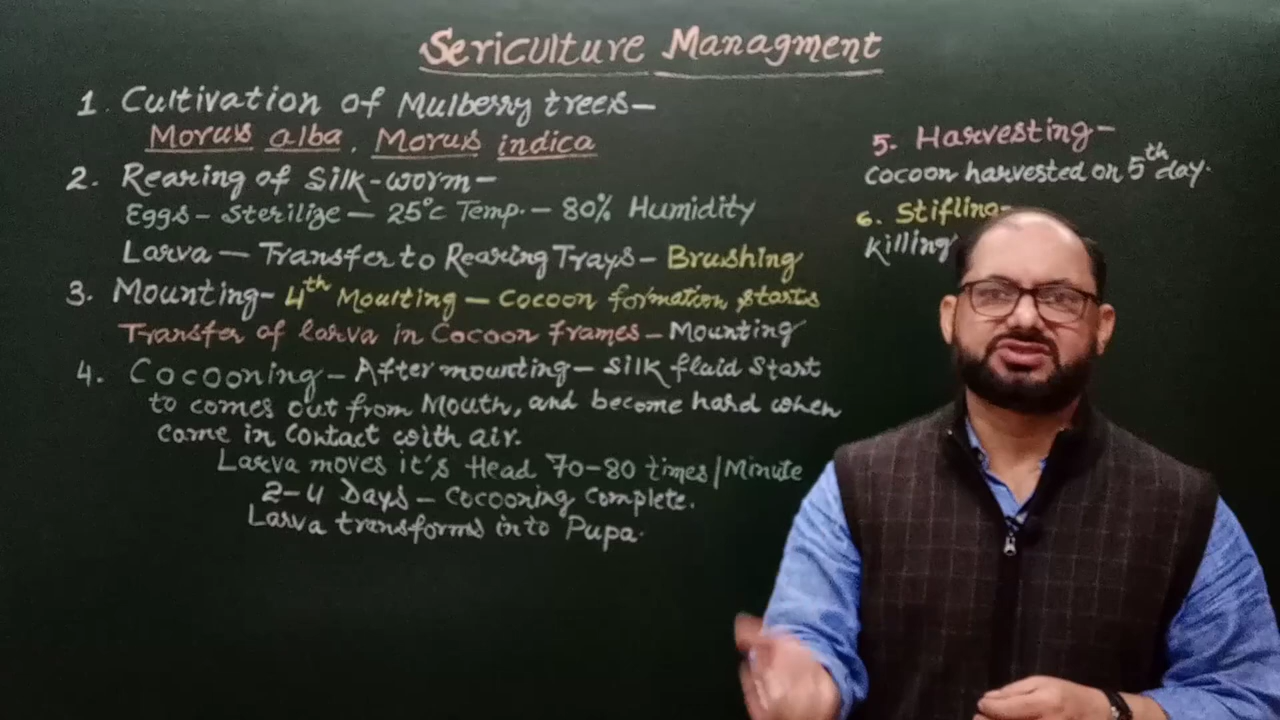 Sericulture Managment
1. Cultivation of Mulberry trees-
Morus alba, Morus indica
2. Rearing of Silk-worm-
Eggs - Sterilize - 25°c Temp. - 80% Humidity
Larva - Transfer to Rearing Trays - Brushing
3. Mounting- 4th Moulting - Cocoon formation starts
Transfer of larva in Cocoon frames - Mounting
4. Cocooning - After mounting - Silk fluid start
to comes out from Mouth, and become hard when
come in contact with air.
Larva moves it's Head 70-80 times/Minute
2-4 Days - Cocooning complete.
Larva transforms into Pupa.
5. Harvesting-
Cocoon harvested on 5th day.
6. Stifling-
Killing